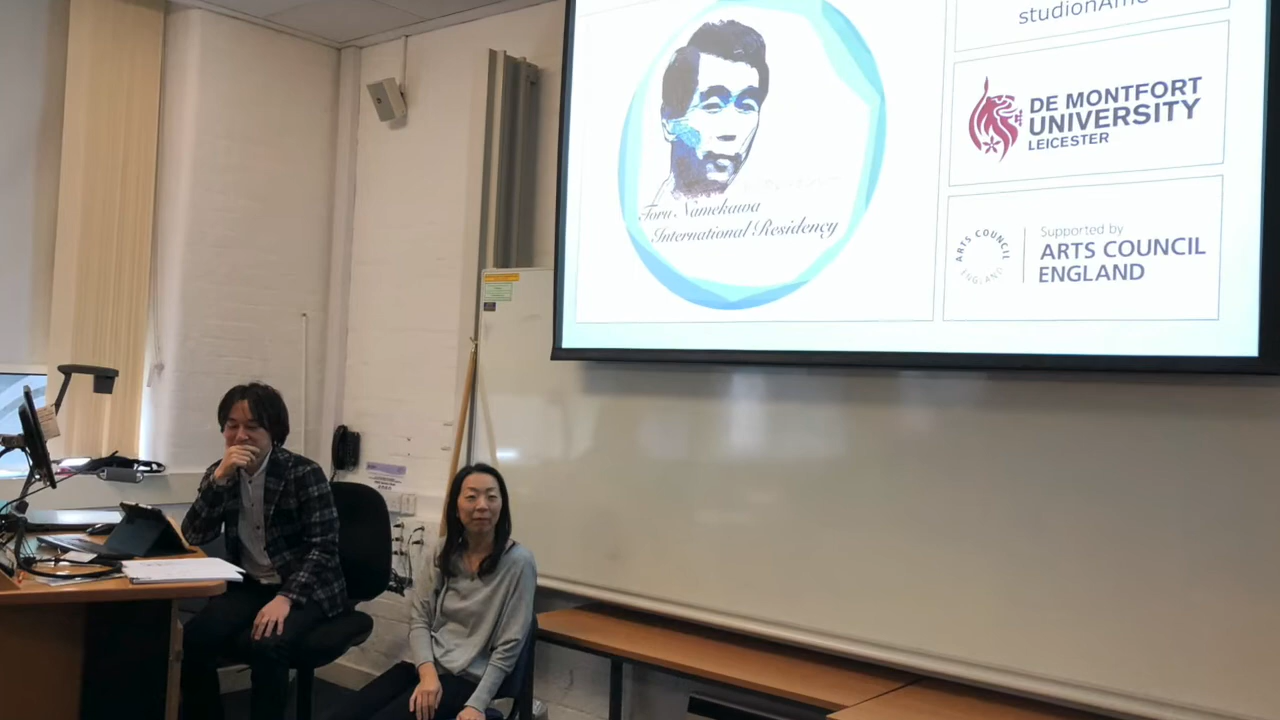 Toru Namekawa
International Residency
DE MONTFORT
UNIVERSITY
LEICESTER
ARTS COUNCIL
ENGLAND
Supported by
ARTS COUNCIL
ENGLAND